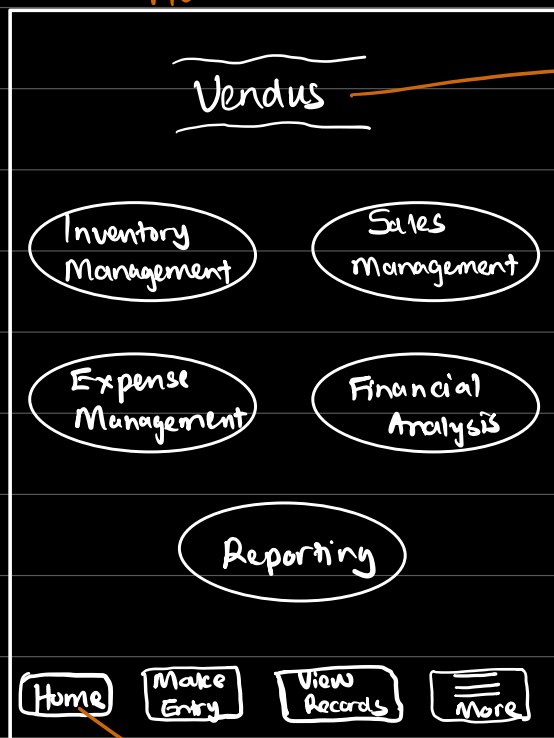 Vendus
Inventory
Management
Sales
Management
Expense
Management
Financial
Analysis
Reporting
Home
Make
Entry
View
Records
More